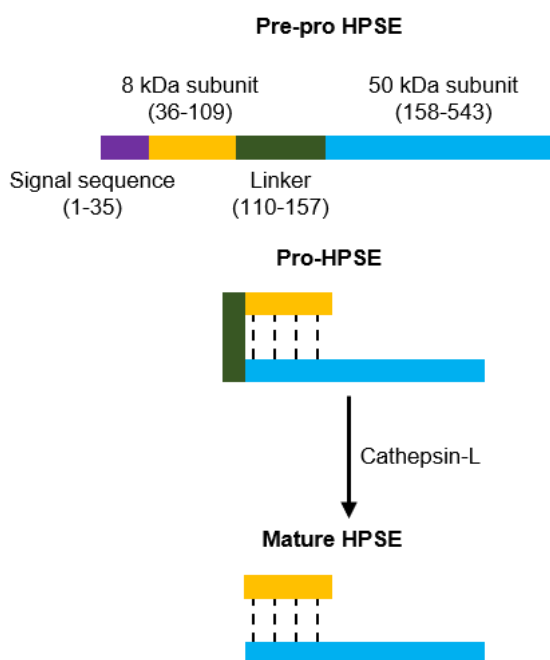 Pre-pro HPSE
8 kDa subunit
(36-109)
50 kDa subunit
(158-543)
Signal sequence
(1-35)
Linker
(110-157)
Pro-HPSE
Cathepsin-L
Mature HPSE